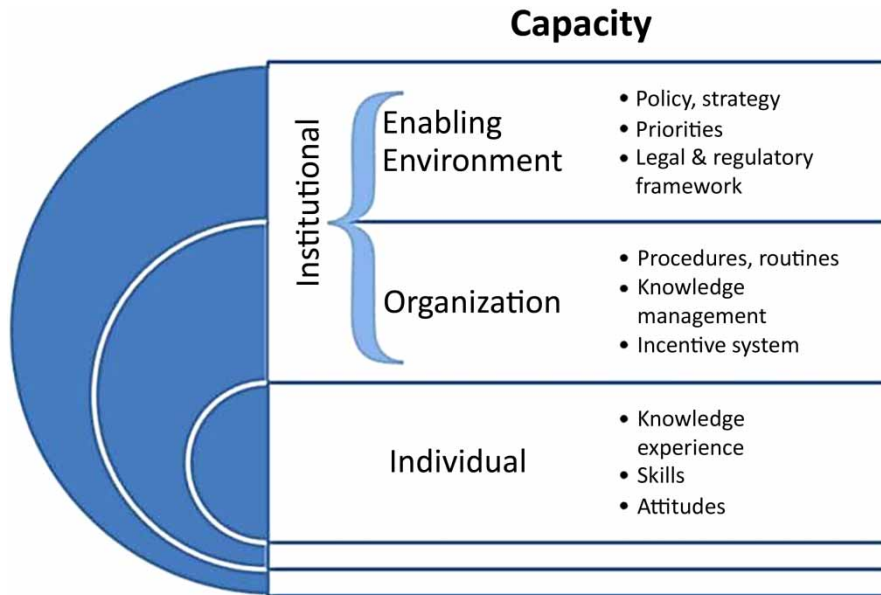 Capacity
Institutional
Enabling
Environment
• Policy, strategy
• Priorities
• Legal & regulatory
framework
Organization
• Procedures, routines
• Knowledge
management
• Incentive system
Individual
• Knowledge
experience
• Skills
• Attitudes